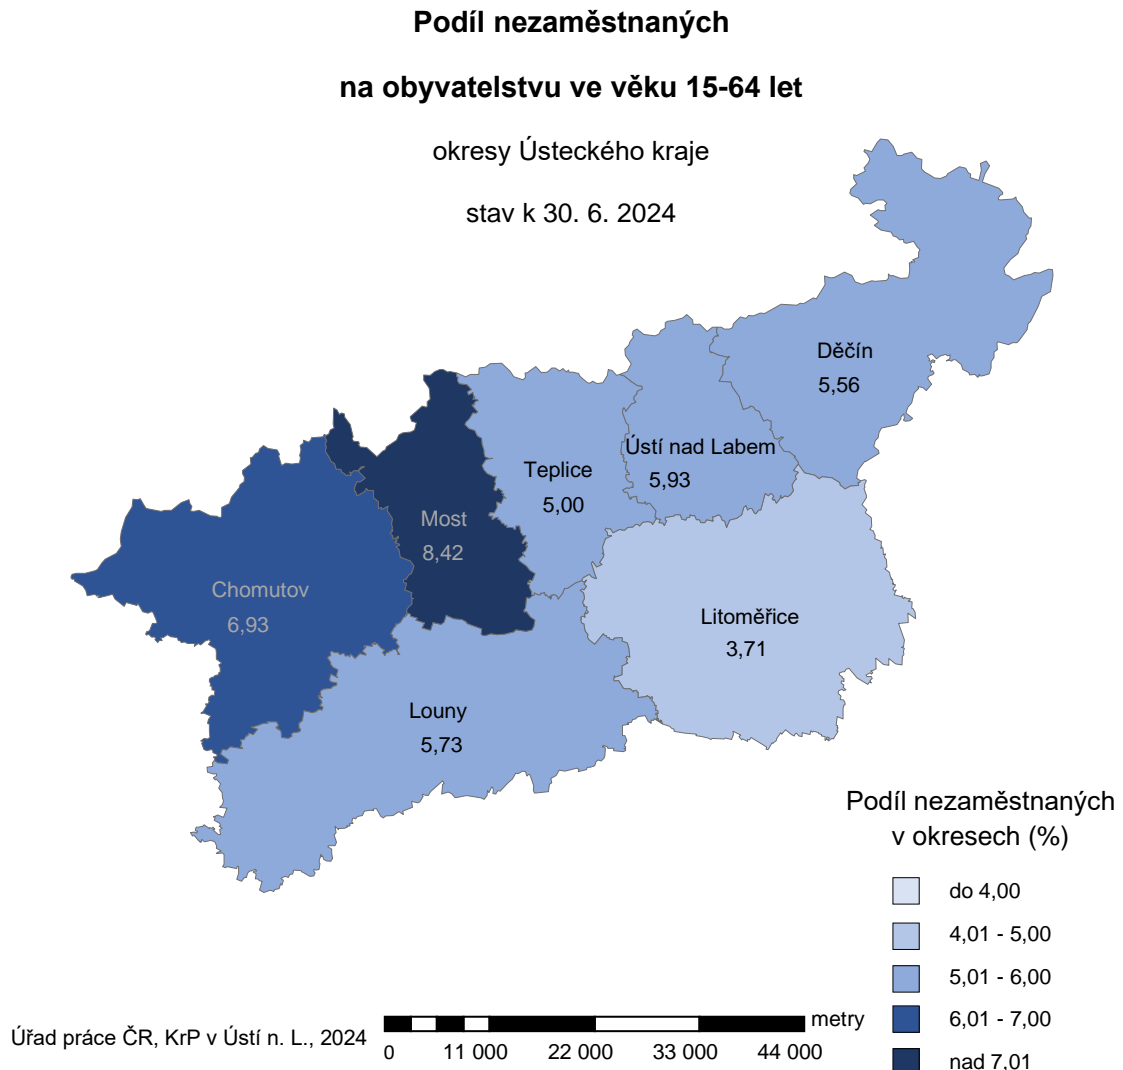 Podíl nezaměstnaných
na obyvatelstvu ve věku 15-64 let
okresy Ústeckého kraje
stav k 30. 6. 2024
Děčín
5,56
Ústí nad Labem
5,93
Teplice
5,00
Most
8,42
Chomutov
6,93
Litoměřice
3,71
Louny
5,73
Podíl nezaměstnaných
v okresech (%)
do 4,00
4,01 - 5,00
5,01 - 6,00
6,01 - 7,00
nad 7,01
Úřad práce ČR, KrP v Ústí n. L., 2024
metry
0 11 000 22 000 33 000 44 000